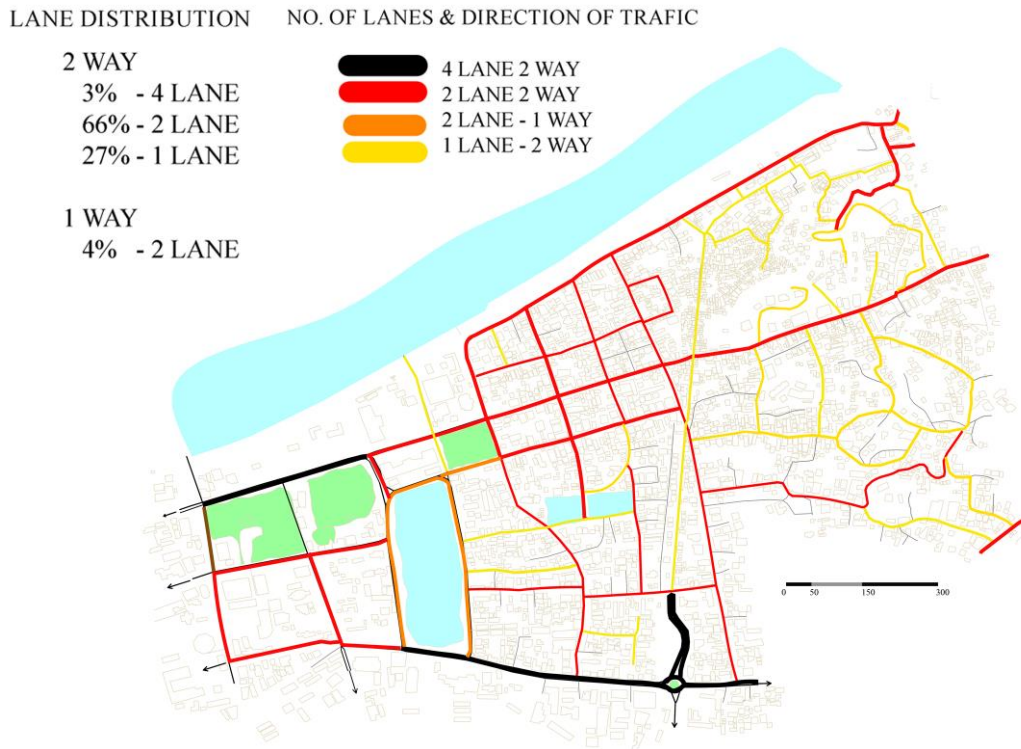 LANE DISTRIBUTION
2 WAY
3% - 4 LANE
66% - 2 LANE
27% - 1 LANE
1 WAY
4% - 2 LANE
NO. OF LANES & DIRECTION OF TRAFIC
4 LANE 2 WAY
2 LANE 2 WAY
2 LANE - 1 WAY
1 LANE - 2 WAY
0 50 150 300